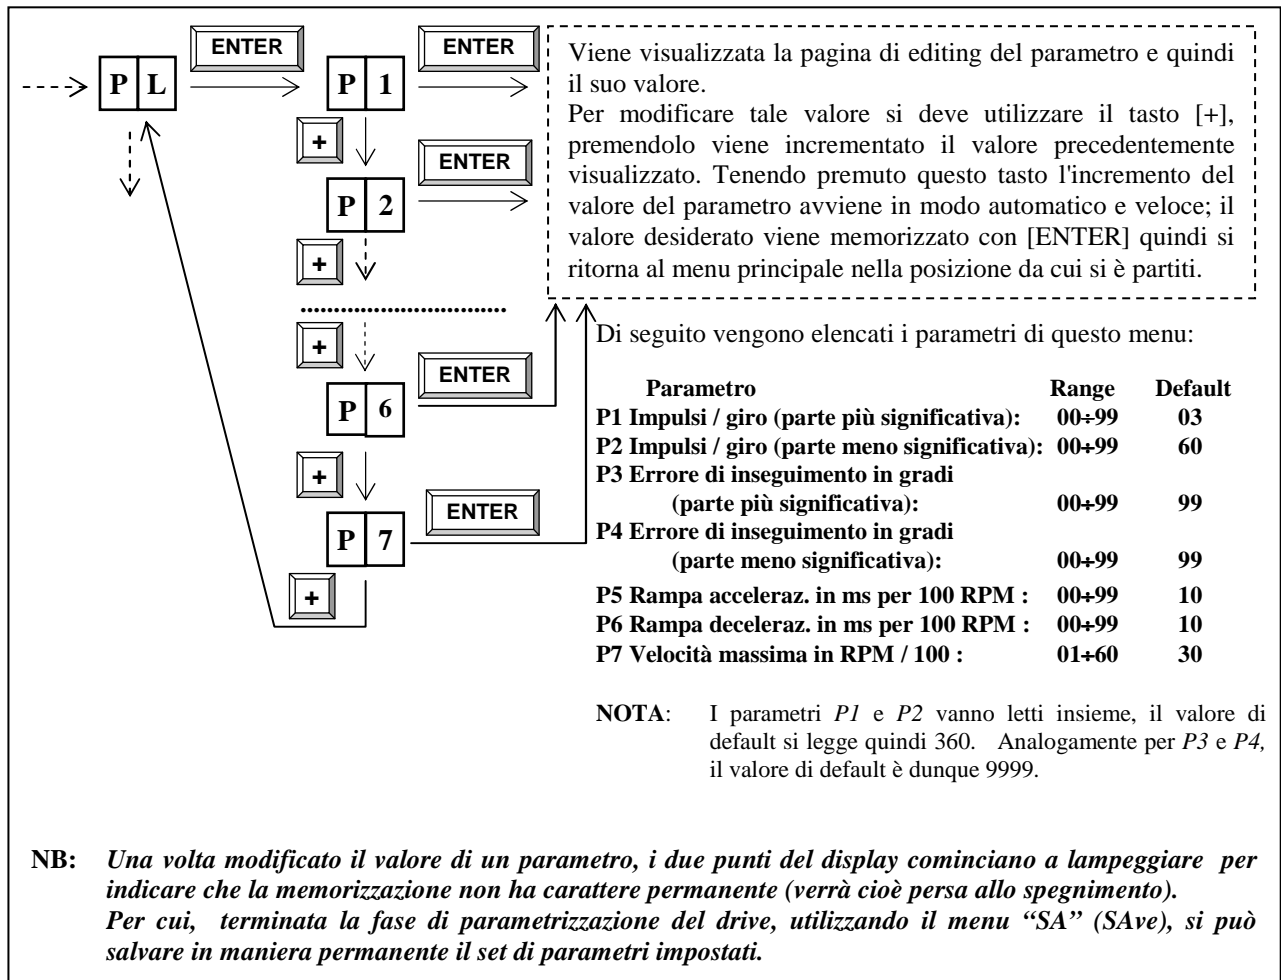 ENTER
ENTER
P L
P 1
Viene visualizzata la pagina di editing del parametro e quindi
il suo valore.
Per modificare tale valore si deve utilizzare il tasto [+],
premendolo viene incrementato il valore precedentemente
visualizzato. Tenendo premuto questo tasto l'incremento del
valore del parametro avviene in modo automatico e veloce; il
valore desiderato viene memorizzato con [ENTER] quindi si
ritorna al menu principale nella posizione da cui si è partiti.
+
ENTER
P 2
+
+
ENTER
P 6
+
ENTER
P 7
+
Di seguito vengono elencati i parametri di questo menu:
Parametro Range Default
P1 Impulsi / giro (parte più significativa): 00÷99 03
P2 Impulsi / giro (parte meno significativa): 00÷99 60
P3 Errore di inseguimento in gradi
(parte più significativa): 00÷99 99
P4 Errore di inseguimento in gradi
(parte meno significativa): 00÷99 99
P5 Rampa acceleraz. in ms per 100 RPM : 00÷99 10
P6 Rampa deceleraz. in ms per 100 RPM : 00÷99 10
P7 Velocità massima in RPM / 100 : 01÷60 30
NOTA: I parametri P1 e P2 vanno letti insieme, il valore di
default si legge quindi 360. Analogamente per P3 e P4,
il valore di default è dunque 9999.
NB: Una volta modificato il valore di un parametro, i due punti del display cominciano a lampeggiare per
indicare che la memorizzazione non ha carattere permanente (verrà cioè persa allo spegnimento).
Per cui, terminata la fase di parametrizzazione del drive, utilizzando il menu “SA” (SAve), si può
salvare in maniera permanente il set di parametri impostati.